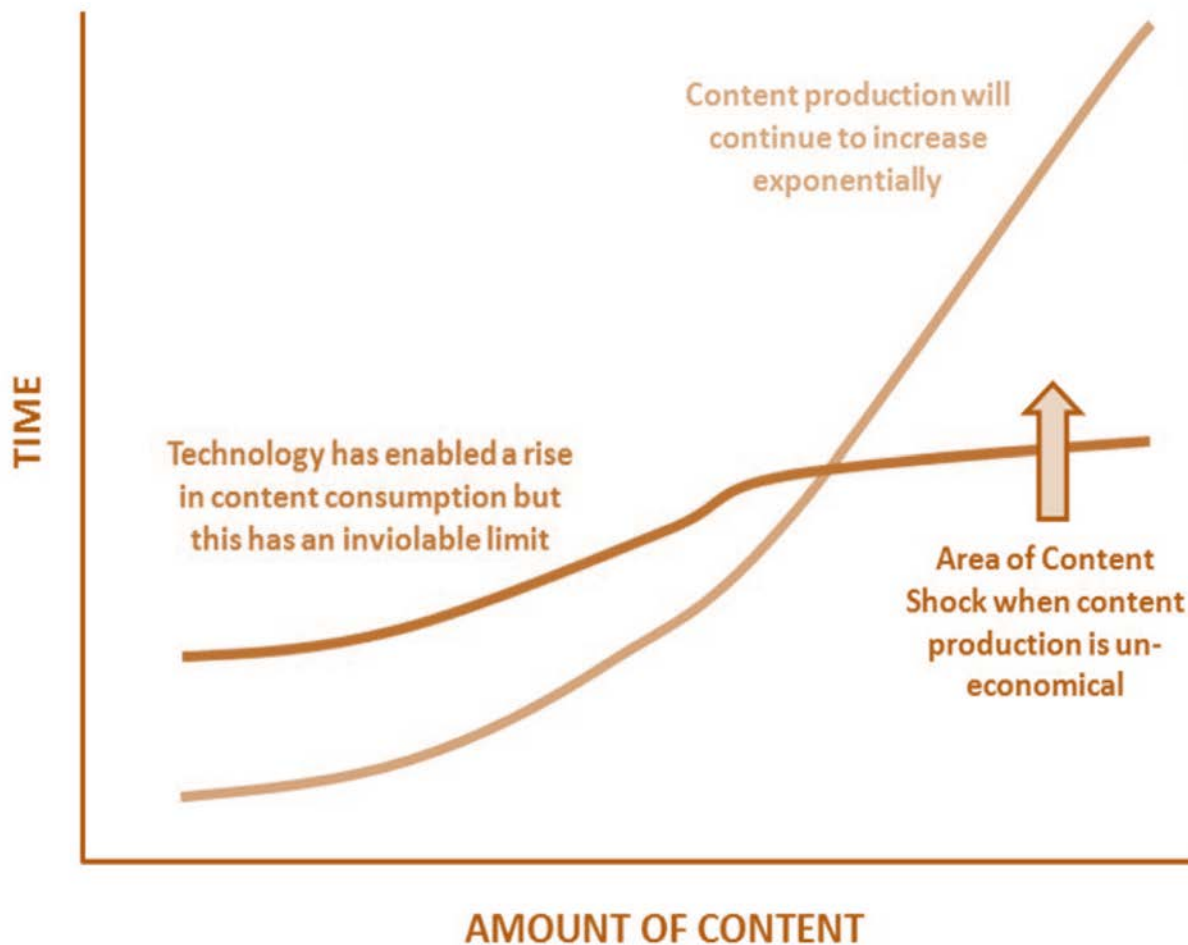 Content production will
continue to increase
exponentially
TIME
Technology has enabled a rise
in content consumption but
this has an inviolable limit
Area of Content
Shock when content
production is un-
economical
AMOUNT OF CONTENT